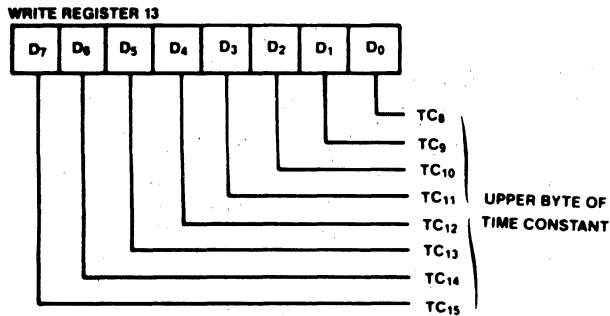 WRITE REGISTER 13
D7 D6 D5 D4 D3 D2 D1 D0
TC8
TC9
TC10
TC11
UPPER BYTE OF
TC12
TIME CONSTANT
TC13
TC14
TC15